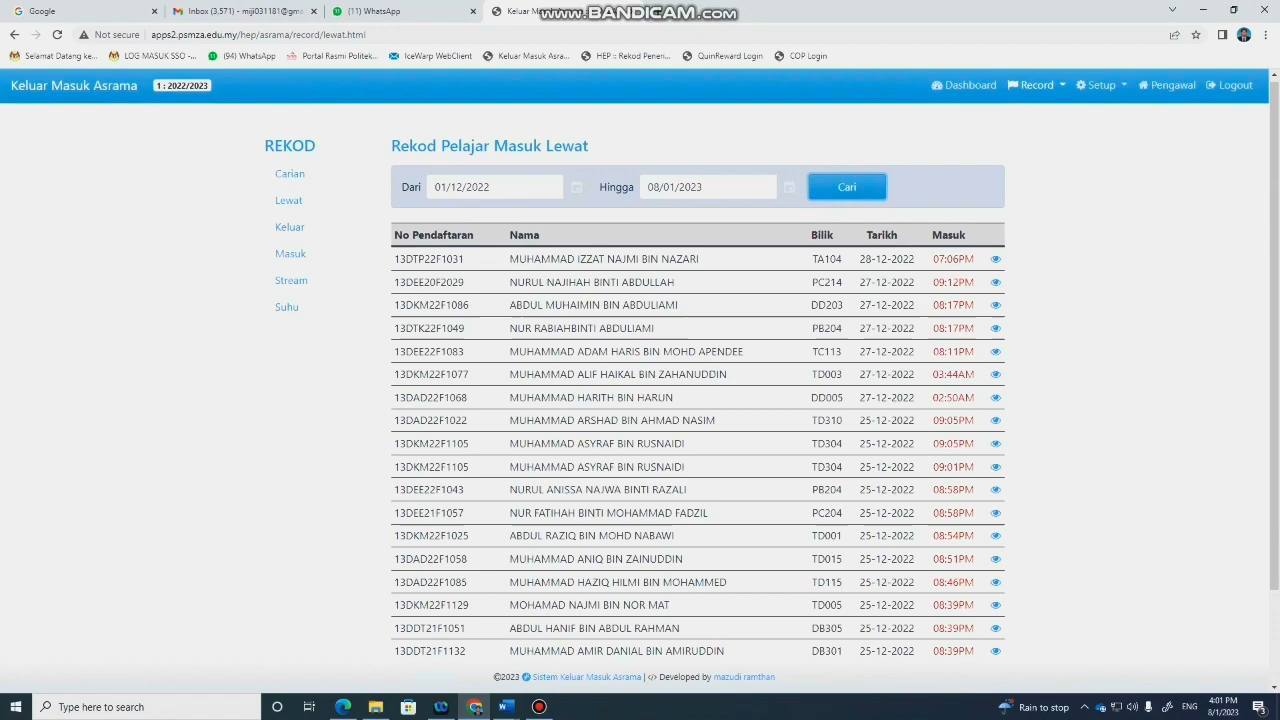 Google
Inbox (3,571) - miji031181@gma
(11) WhatsApp
Keluar Ma
www.BANDICAM.com
Not secure
apps2.psmza.edu.my/hep/asrama/record/lewat.html
Selamat Datang ke...
LOG MASUK SSO -...
(94) WhatsApp
Portal Rasmi Politek...
IceWarp WebClient
Keluar Masuk Asra...
HEP :: Rekod Peneri...
QuinReward Login
COP Login
Keluar Masuk Asrama
1 : 2022/2023
Dashboard
Record
Setup
Pengawal
Logout
REKOD
Carian
Lewat
Keluar
Masuk
Stream
Suhu
Rekod Pelajar Masuk Lewat
Dari 01/12/2022 Hingga 08/01/2023 Cari
No Pendaftaran Nama Bilik Tarikh Masuk
13DTP22F1031 MUHAMMAD IZZAT NAJMI BIN NAZARI TA104 28-12-2022 07:06PM
13DEE20F2029 NURUL NAJIHAH BINTI ABDULLAH PC214 27-12-2022 09:12PM
13DKM22F1086 ABDUL MUHAIMIN BIN ABDULIAMI DD203 27-12-2022 08:17PM
13DTK22F1049 NUR RABIAHBINTI ABDULIAMI PB204 27-12-2022 08:17PM
13DEE22F1083 MUHAMMAD ADAM HARIS BIN MOHD APENDEE TC113 27-12-2022 08:11PM
13DKM22F1077 MUHAMMAD ALIF HAIKAL BIN ZAHANUDDIN TD003 27-12-2022 03:44AM
13DAD22F1068 MUHAMMAD HARITH BIN HARUN DD005 27-12-2022 02:50AM
13DAD22F1022 MUHAMMAD ARSHAD BIN AHMAD NASIM TD310 25-12-2022 09:05PM
13DKM22F1105 MUHAMMAD ASYRAF BIN RUSNAIDI TD304 25-12-2022 09:05PM
13DKM22F1105 MUHAMMAD ASYRAF BIN RUSNAIDI TD304 25-12-2022 09:01PM
13DEE22F1043 NURUL ANISSA NAJWA BINTI RAZALI PB204 25-12-2022 08:58PM
13DEE21F1057 NUR FATIHAH BINTI MOHAMMAD FADZIL PC204 25-12-2022 08:58PM
13DKM22F1025 ABDUL RAZIQ BIN MOHD NABAWI TD001 25-12-2022 08:54PM
13DAD22F1058 MUHAMMAD ANIQ BIN ZAINUDDIN TD015 25-12-2022 08:51PM
13DAD22F1085 MUHAMMAD HAZIQ HILMI BIN MOHAMMED TD115 25-12-2022 08:46PM
13DKM22F1129 MOHAMAD NAJMI BIN NOR MAT TD005 25-12-2022 08:39PM
13DDT21F1051 ABDUL HANIF BIN ABDUL RAHMAN DB305 25-12-2022 08:39PM
13DDT21F1132 MUHAMMAD AMIR DANIAL BIN AMIRUDDIN DB301 25-12-2022 08:39PM
©2023 Sistem Keluar Masuk Asrama | </> Developed by mazudi ramthan
Type here to search
Rain to stop
ENG
4:01 PM
8/1/2023